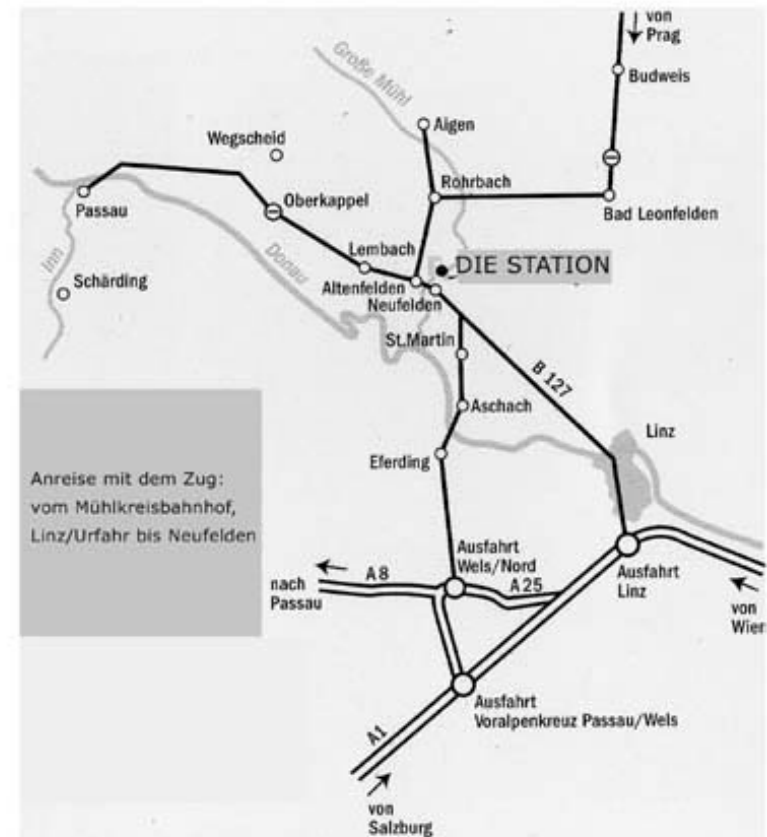 von
Prag
Budweis
Große Mühl
Aigen
Wegscheid
Rohrbach
Oberkappel
Bad Leonfelden
Passau
Lembach
DIE STATION
Inn
Donau
Schärding
Altenfelden
Neufelden
St.Martin
B 127
Aschach
Linz
Eferding
Anreise mit dem Zug:
vom Mühlkreisbahnhof,
Linz/Urfahr bis Neufelden
Ausfahrt
Wels/Nord
Ausfahrt
Linz
nach
Passau
A 8
A 25
von
Wien
Ausfahrt
Voralpenkreuz Passau/Wels
A1
von
Salzburg